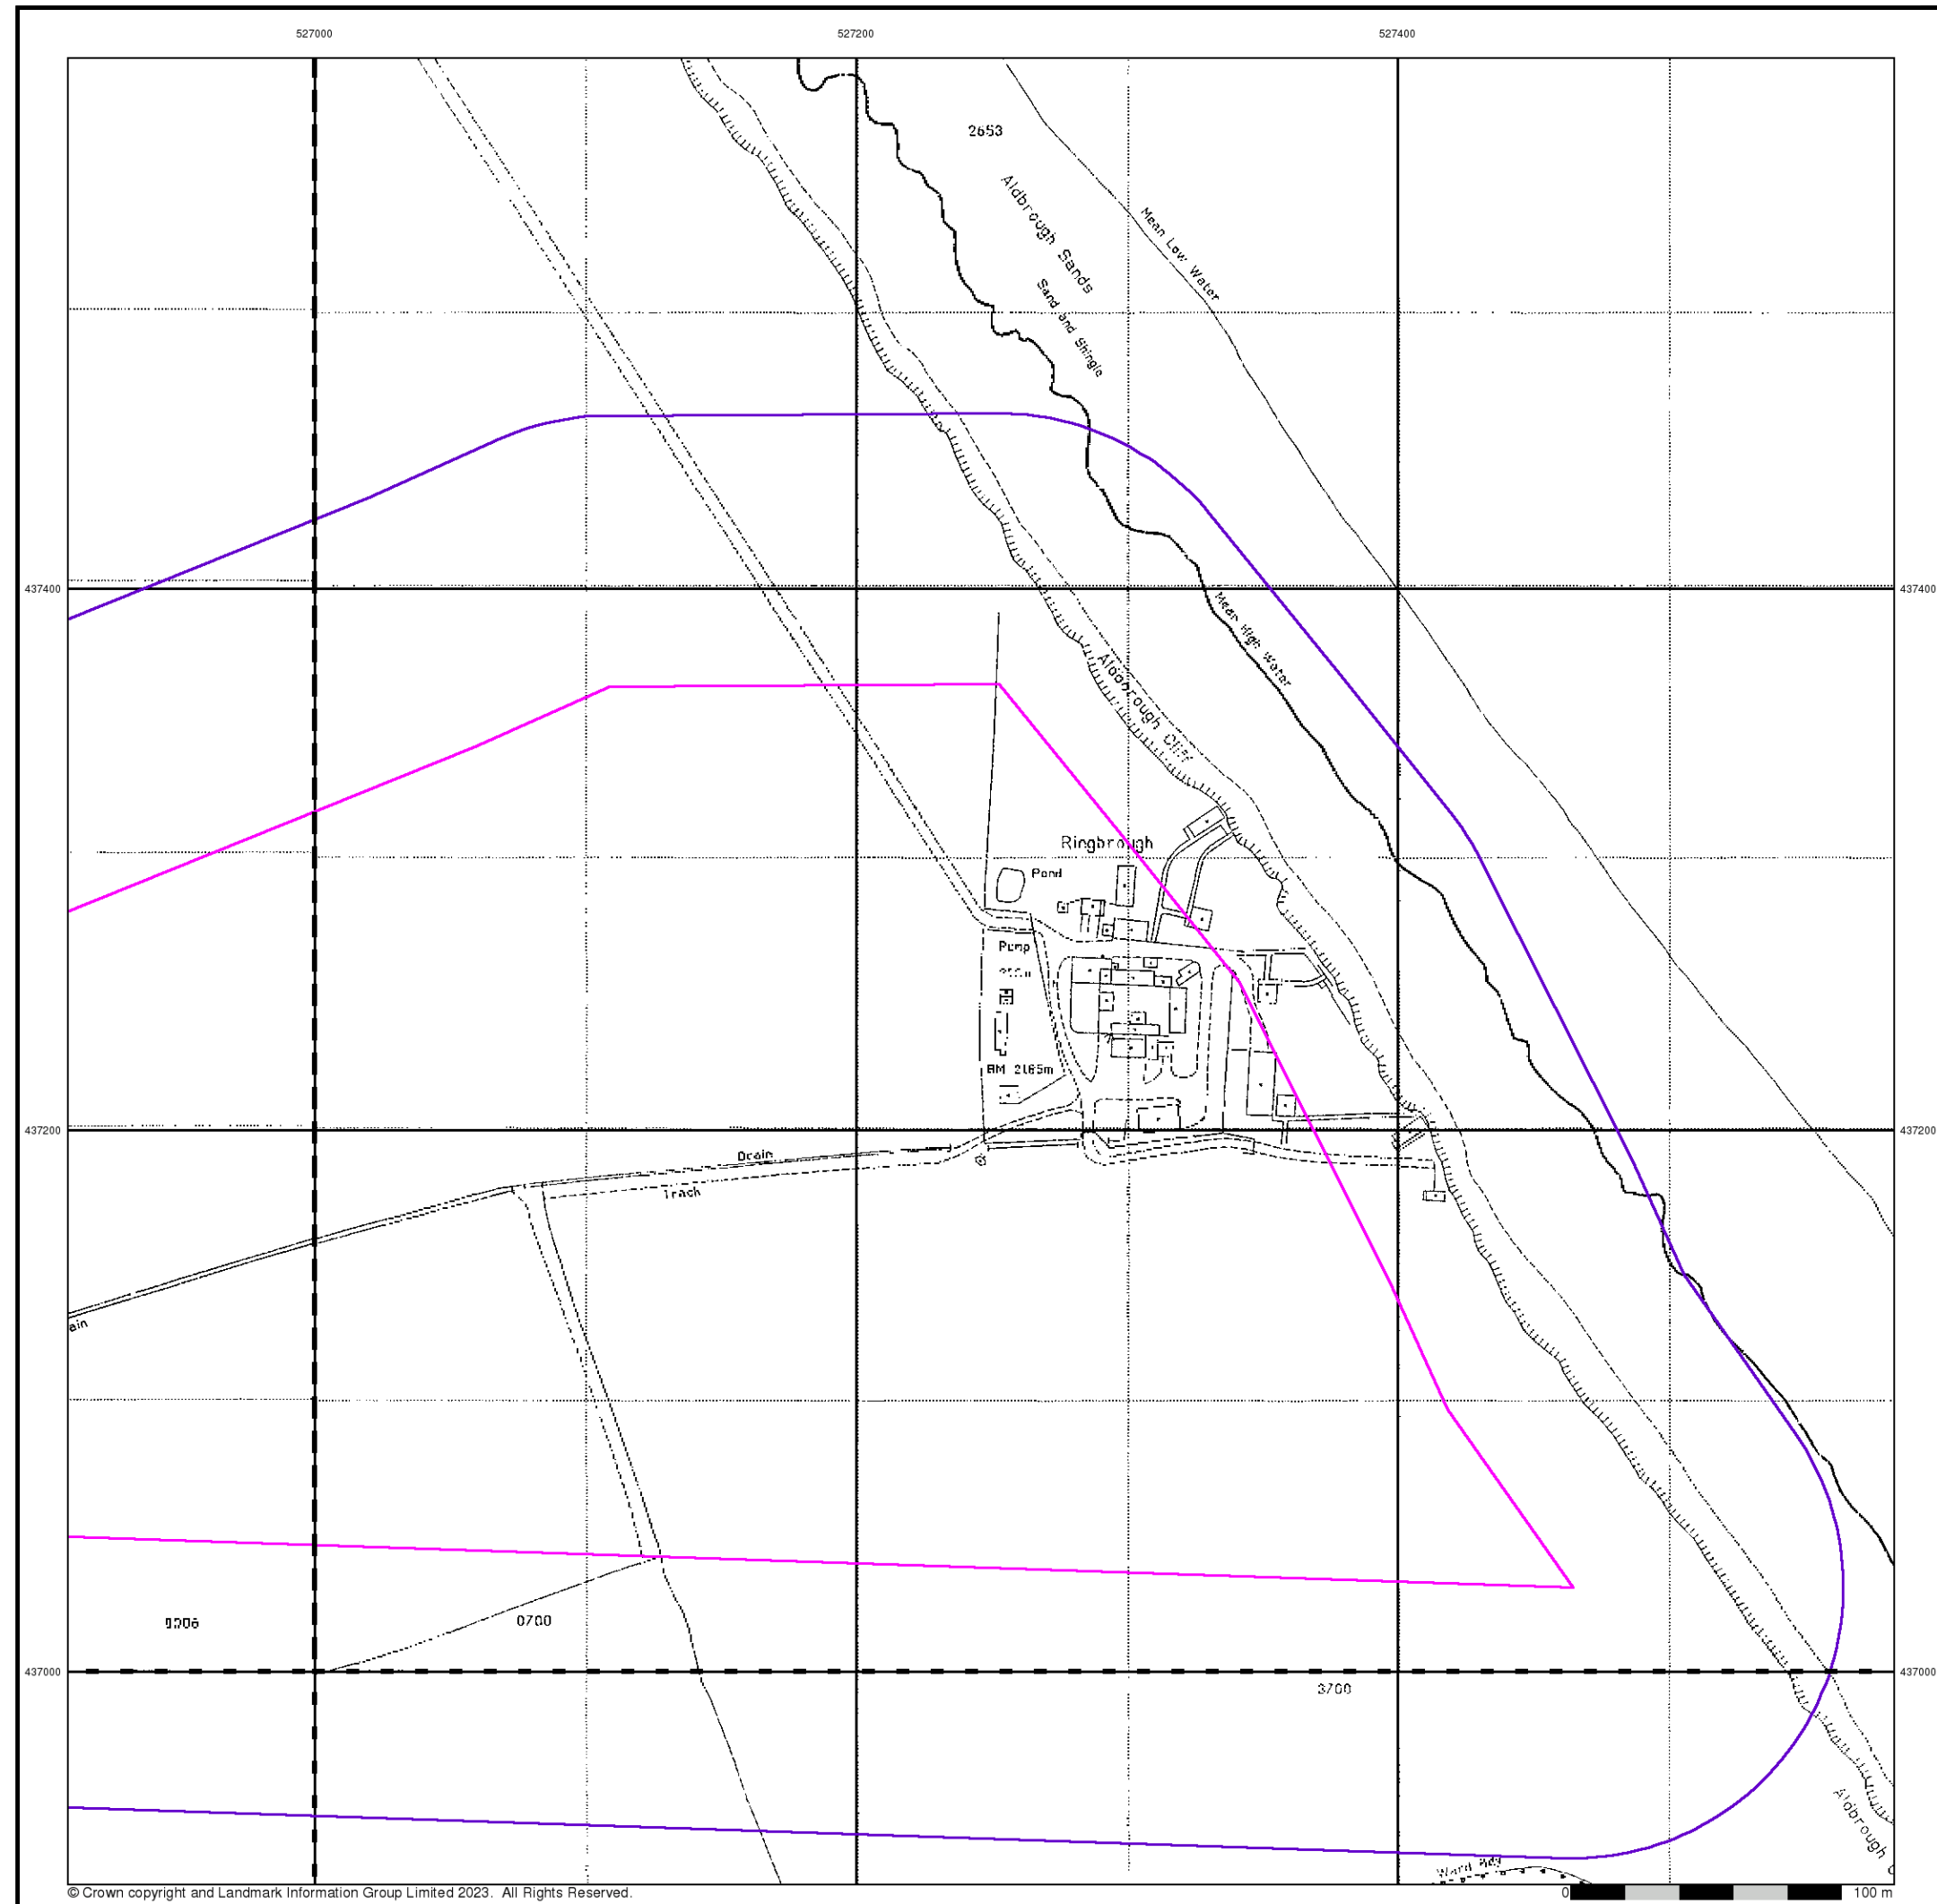 527000
527200
527400
2653
Aldbrough Sands
Mean Low Water
Sand and Shingle
437400
437400
Mean High Water
Aldbrough Cliff
Ringbrough
Pond
Pump
BM 21.65m
437200
437200
Drain
Track
ain
0700
437000
437000
3700
Aldbrough C
Ward Bdy
© Crown copyright and Landmark Information Group Limited 2023. All Rights Reserved.
0
100 m